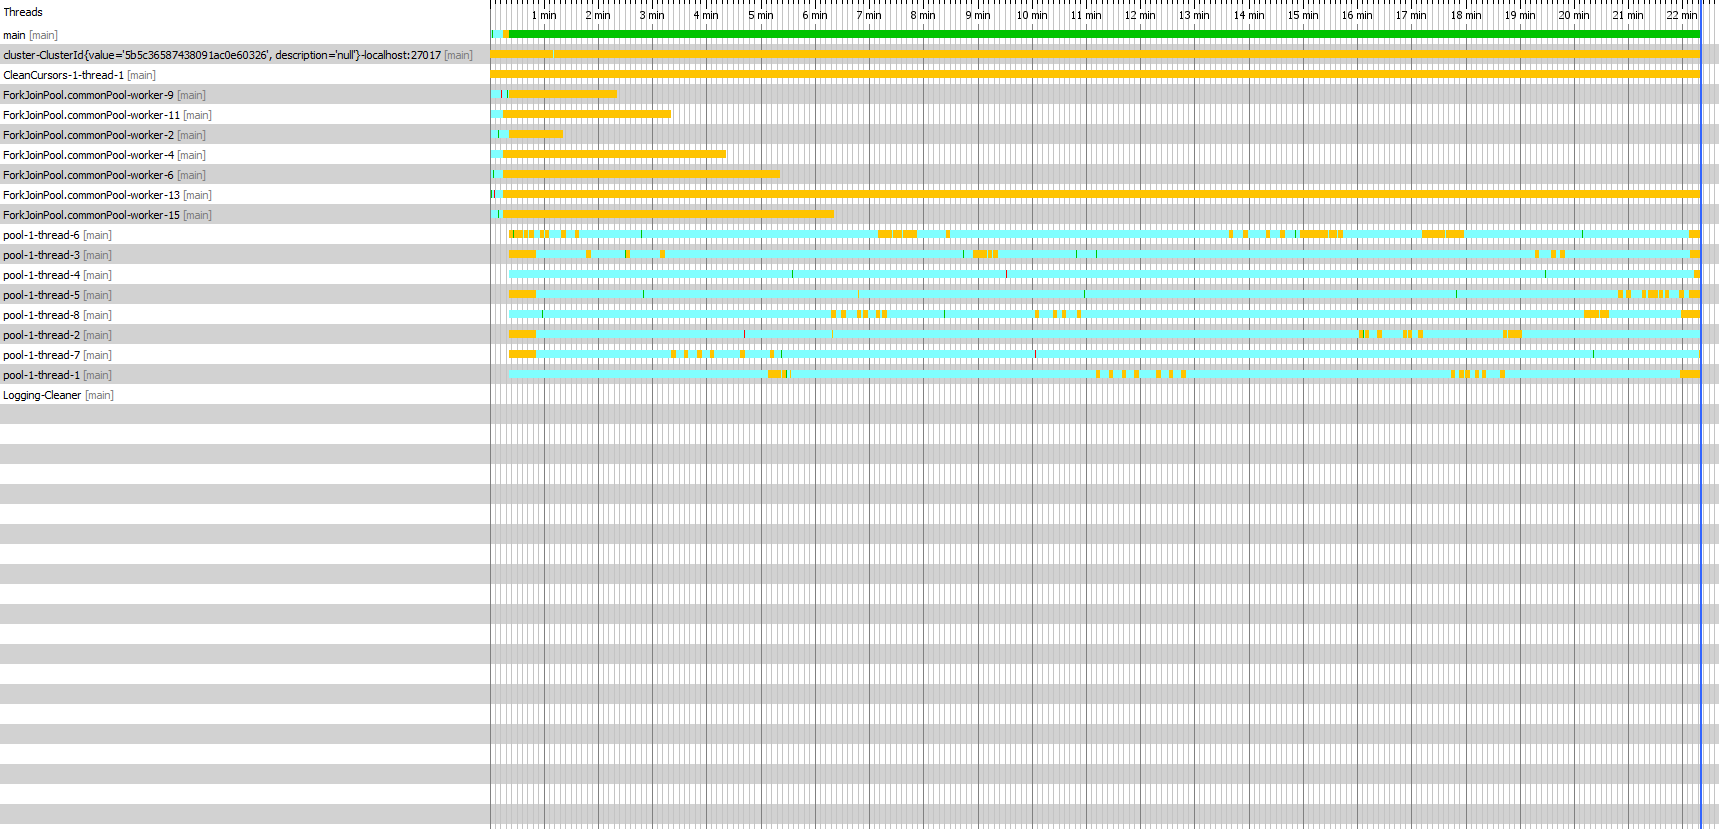 Threads
1 min 2 min 3 min 4 min 5 min 6 min 7 min 8 min 9 min 10 min 11 min 12 min 13 min 14 min 15 min 16 min 17 min 18 min 19 min 20 min 21 min 22 min
main [main]
cluster-ClusterId{value='5b5c36587438091ac0e60326', description='null'}-localhost:27017 [main]
CleanCursors-1-thread-1 [main]
ForkJoinPool.commonPool-worker-9 [main]
ForkJoinPool.commonPool-worker-11 [main]
ForkJoinPool.commonPool-worker-2 [main]
ForkJoinPool.commonPool-worker-4 [main]
ForkJoinPool.commonPool-worker-6 [main]
ForkJoinPool.commonPool-worker-13 [main]
ForkJoinPool.commonPool-worker-15 [main]
pool-1-thread-6 [main]
pool-1-thread-3 [main]
pool-1-thread-4 [main]
pool-1-thread-5 [main]
pool-1-thread-8 [main]
pool-1-thread-2 [main]
pool-1-thread-7 [main]
pool-1-thread-1 [main]
Logging-Cleaner [main]